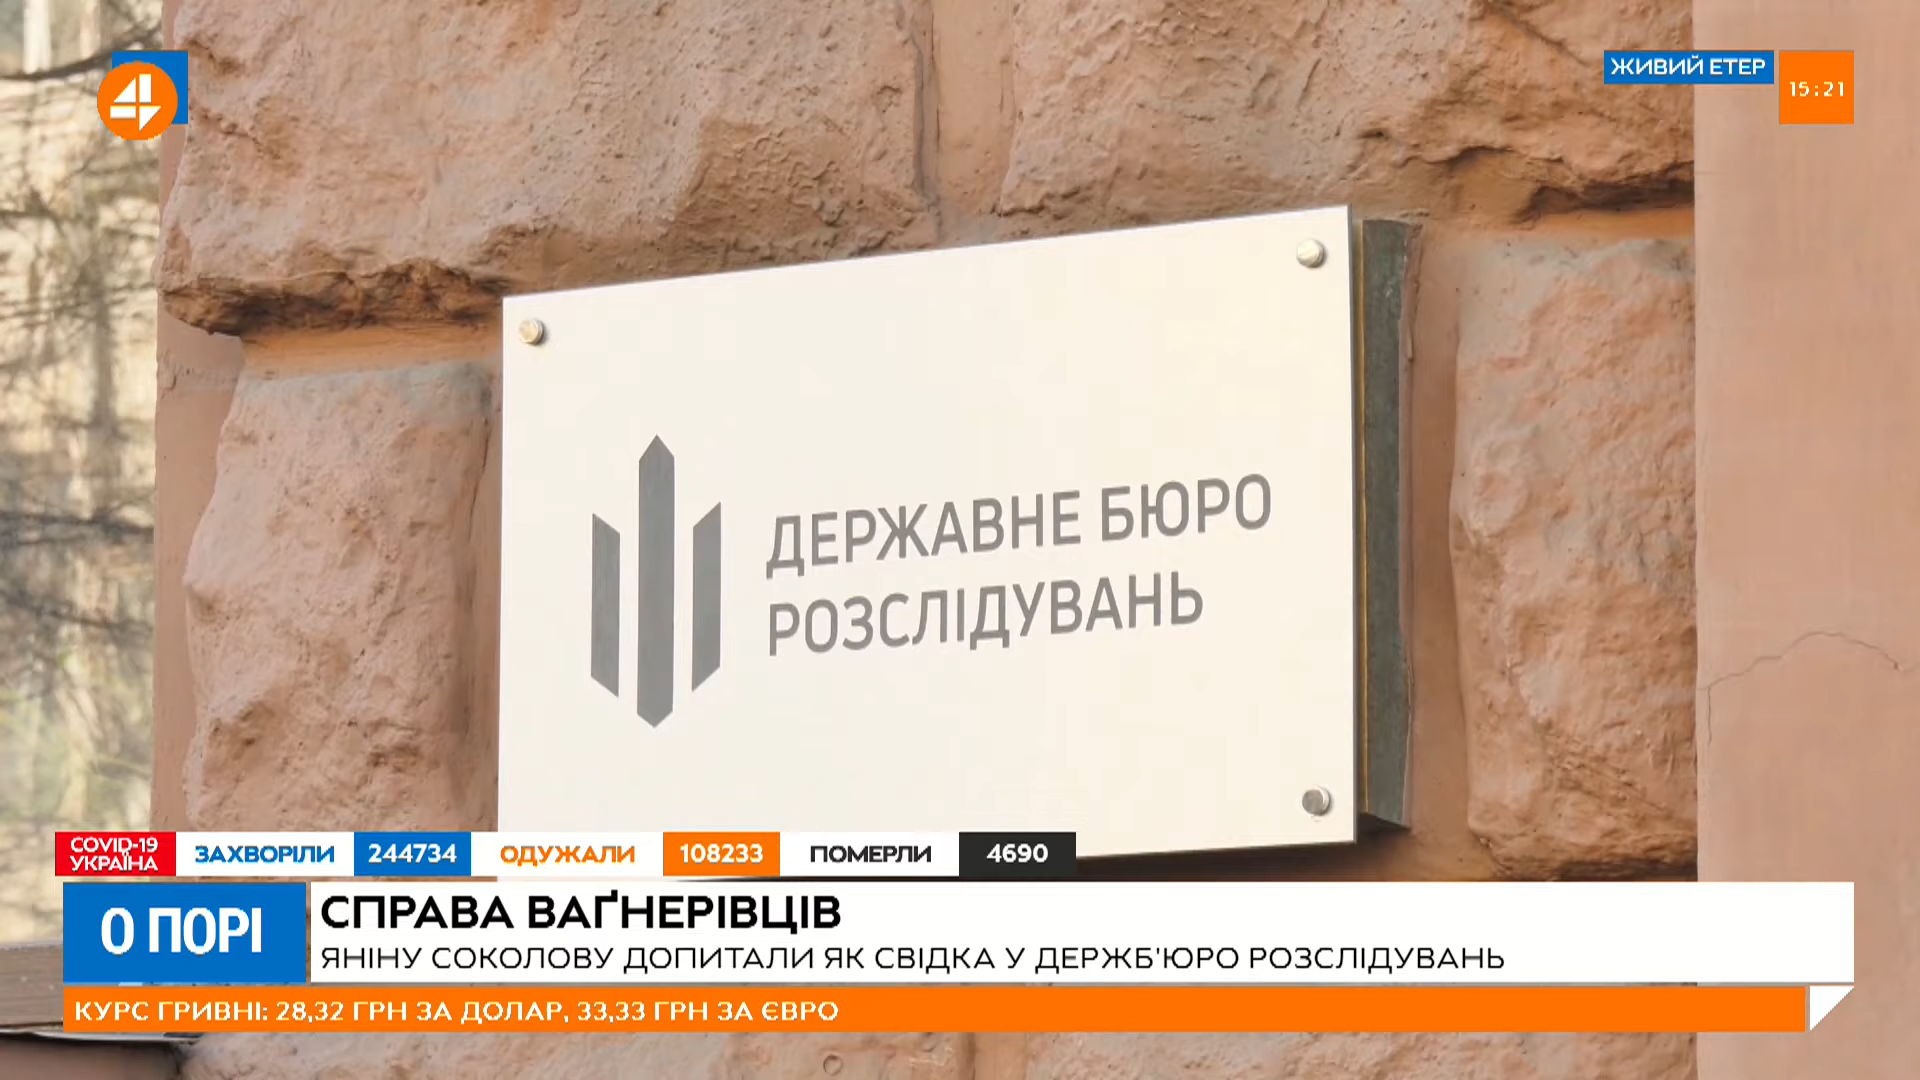 4
ЖИВИЙ ЕТЕР
15:21
ДЕРЖАВНЕ БЮРО
РОЗСЛІДУВАНЬ
COVID-19
УКРАЇНА
ЗАХВОРІЛИ 244734 ОДУЖАЛИ 108233 ПОМЕРЛИ 4690
О ПОРІ
СПРАВА ВАҐНЕРІВЦІВ
ЯНІНУ СОКОЛОВУ ДОПИТАЛИ ЯК СВІДКА У ДЕРЖБ'ЮРО РОЗСЛІДУВАНЬ
КУРС ГРИВНІ: 28,32 ГРН ЗА ДОЛАР, 33,33 ГРН ЗА ЄВРО